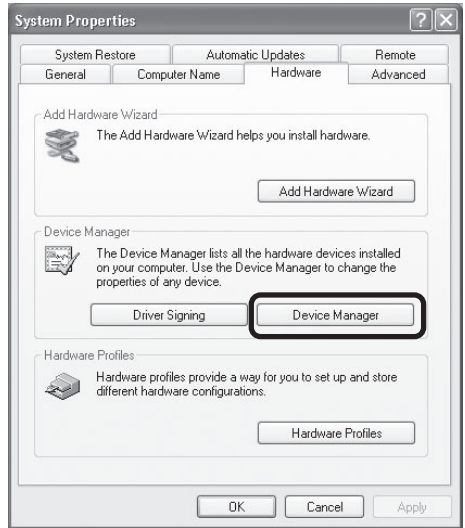 System Properties
System Restore Automatic Updates Remote
General Computer Name Hardware Advanced
Add Hardware Wizard
The Add Hardware Wizard helps you install hardware.
Add Hardware Wizard
Device Manager
The Device Manager lists all the hardware devices installed
on your computer. Use the Device Manager to change the
properties of any device.
Driver Signing Device Manager
Hardware Profiles
Hardware profiles provide a way for you to set up and store
different hardware configurations.
Hardware Profiles
OK Cancel Apply